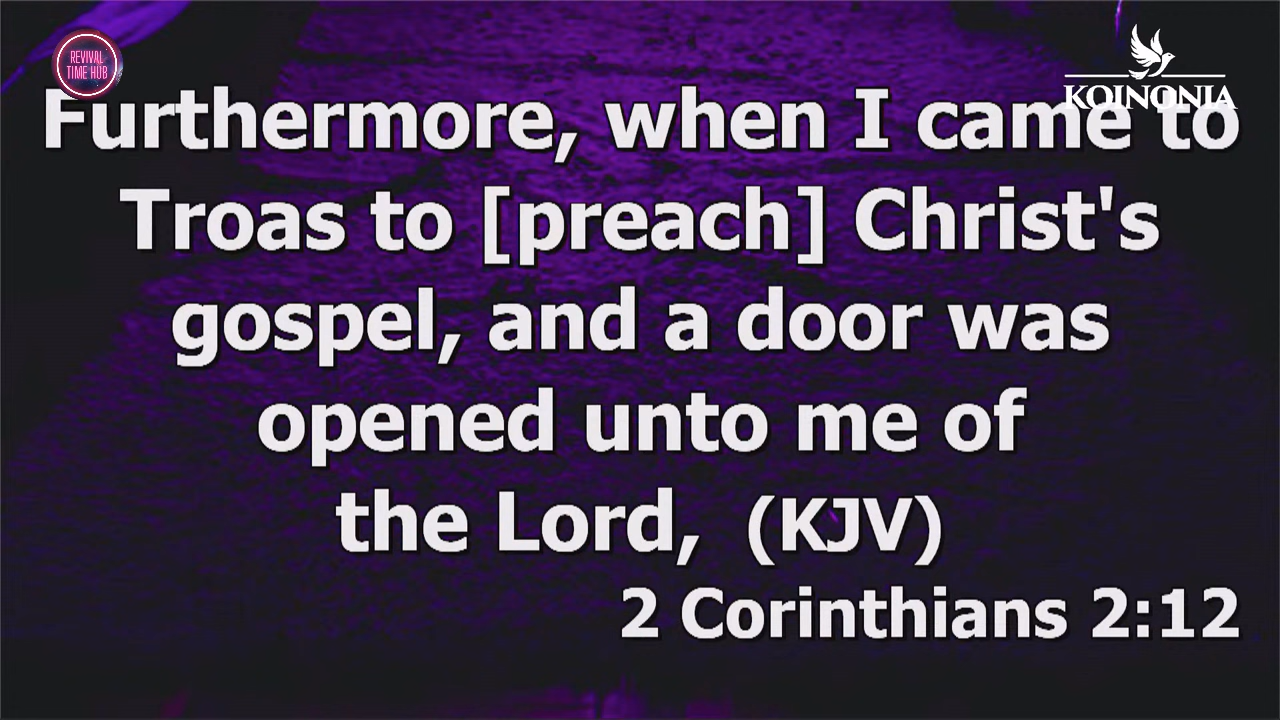 REVIVAL
TIME HUB
KOINONIA
Furthermore, when I came to
Troas to [preach] Christ's
gospel, and a door was
opened unto me of
the Lord, (KJV)
2 Corinthians 2:12